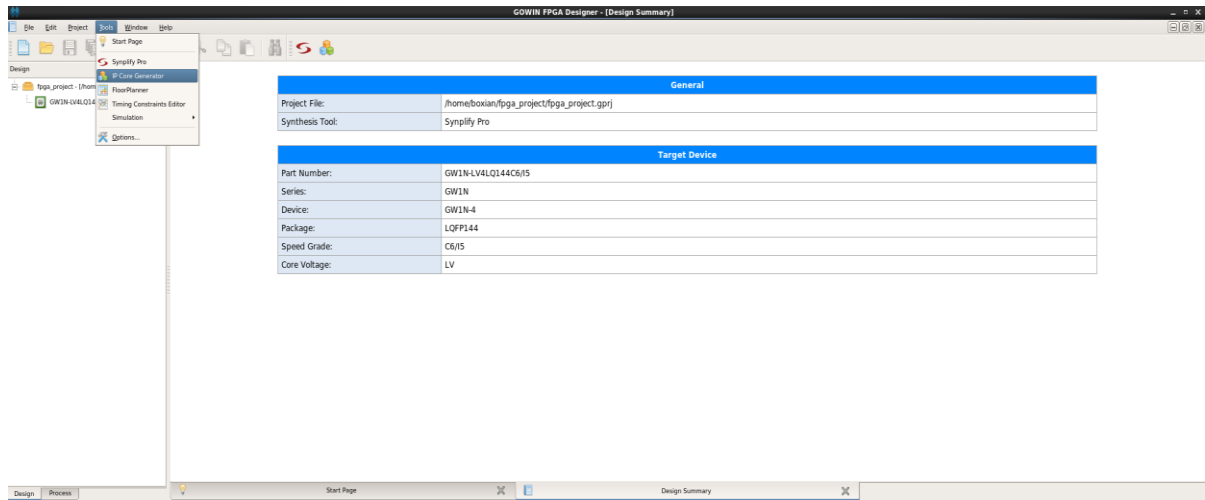 GOWIN FPGA Designer - [Design Summary]
File Edit Project Tools Window Help
Start Page
Synplify Pro
IP Core Generator
FloorPlanner
Timing Constraints Editor
Simulation
Options...
Design
fpga_project - [/hom
GW1N-LV4LQ14
General
Project File: /home/boxian/fpga_project/fpga_project.gprj
Synthesis Tool: Synplify Pro
Target Device
Part Number: GW1N-LV4LQ144C6/I5
Series: GW1N
Device: GW1N-4
Package: LQFP144
Speed Grade: C6/I5
Core Voltage: LV
Design Process
Start Page Design Summary